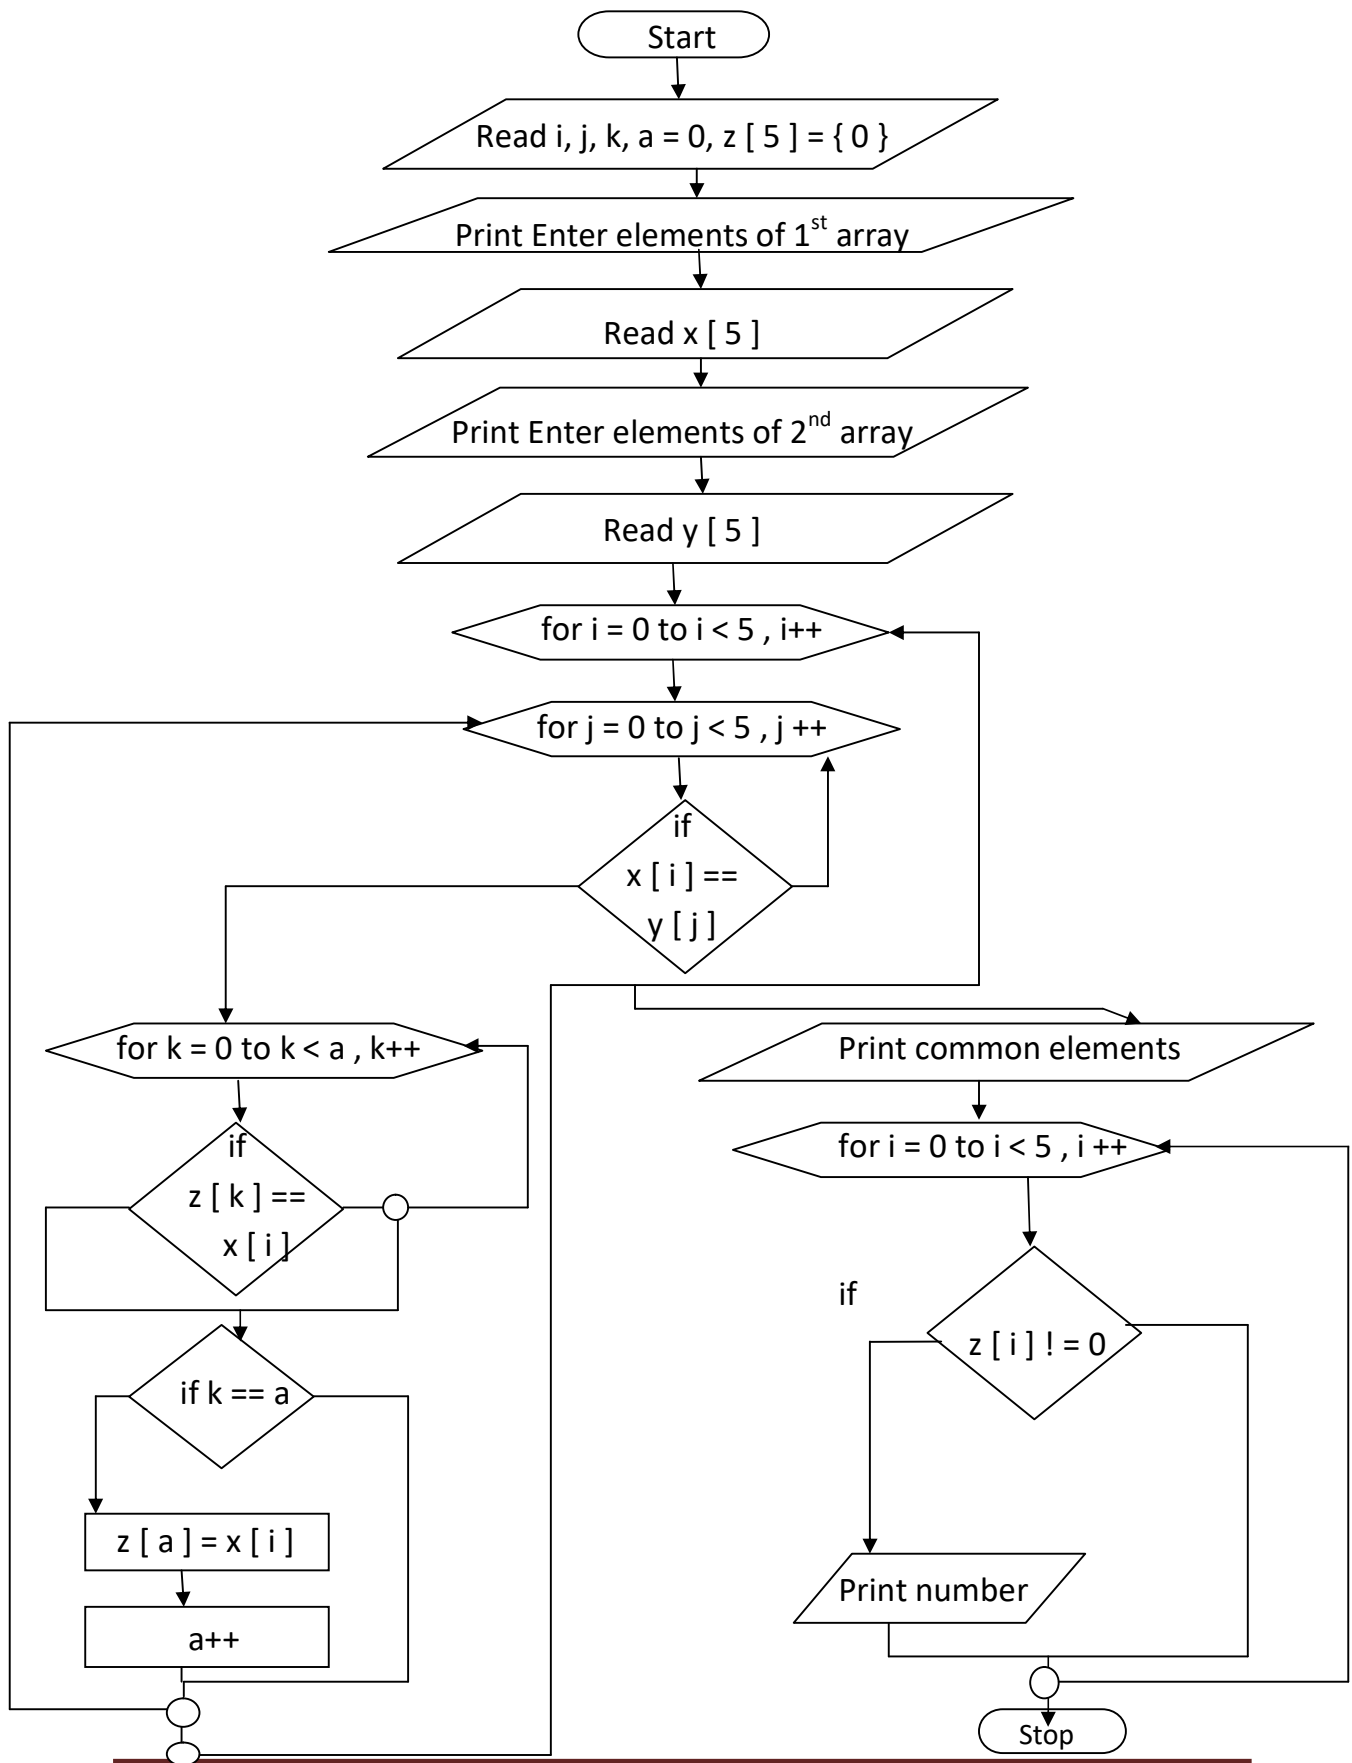 Start
Read i, j, k, a = 0, z [ 5 ] = { 0 }
Print Enter elements of 1st array
Read x [ 5 ]
Print Enter elements of 2nd array
Read y [ 5 ]
for i = 0 to i < 5 , i++
for j = 0 to j < 5 , j ++
if
x [ i ] ==
y [ j ]
for k = 0 to k < a , k++
if
z [ k ] ==
x [ i ]
if k == a
z [ a ] = x [ i ]
a++
Print common elements
for i = 0 to i < 5 , i ++
if
z [ i ] ! = 0
Print number
Stop